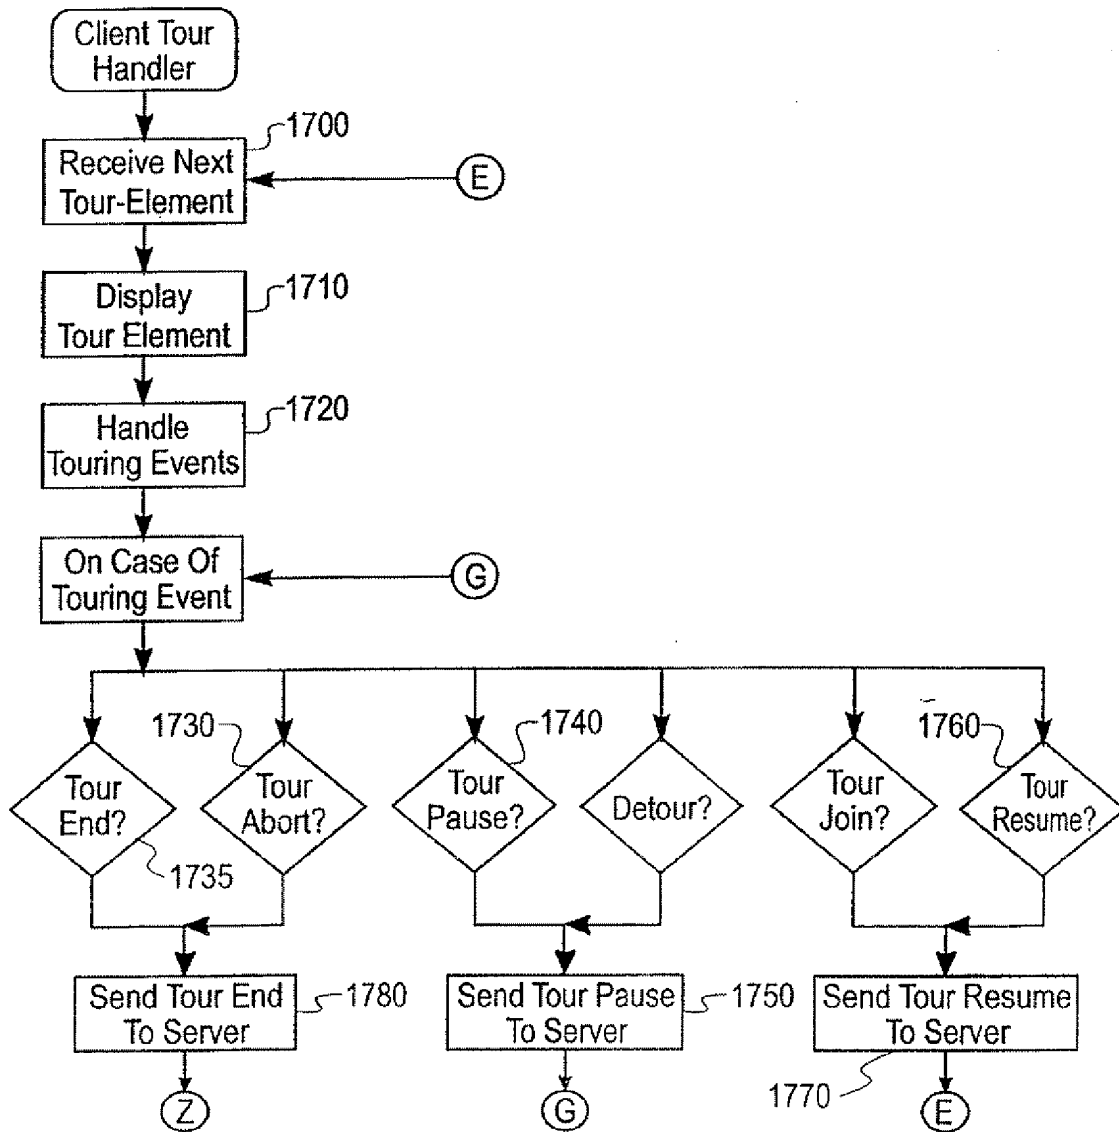 Client Tour
Handler
1700
Receive Next
Tour-Element
E
1710
Display
Tour Element
1720
Handle
Touring Events
On Case Of
Touring Event
G
1730
1740
1760
Tour
End?
Tour
Abort?
Tour
Pause?
Detour?
Tour
Join?
Tour
Resume?
1735
Send Tour End
To Server
1780
Send Tour Pause
To Server
1750
Send Tour Resume
To Server
1770
Z
G
E